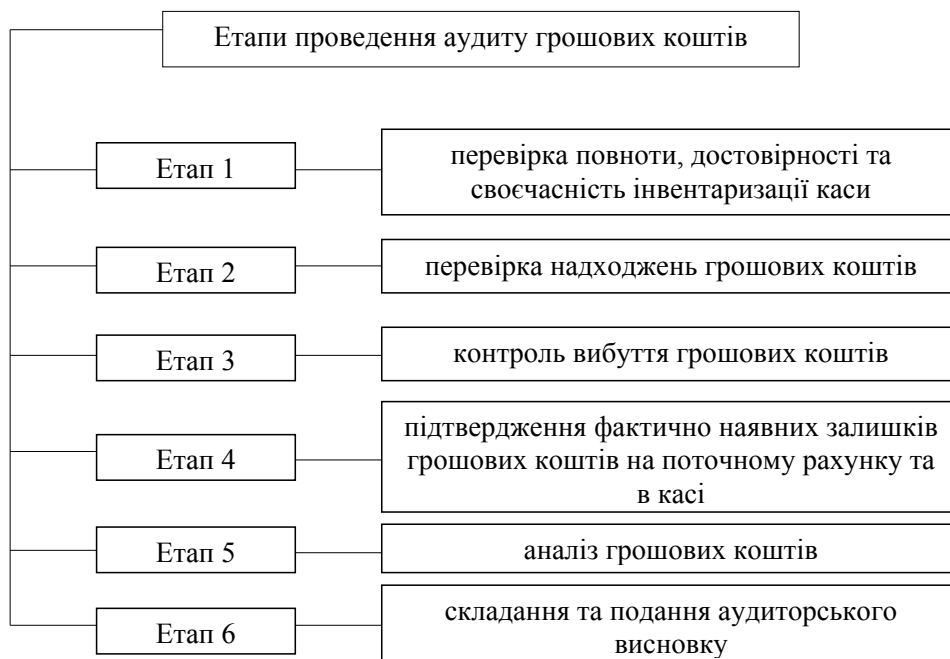 Етапи проведення аудиту грошових коштів
Етап 1
перевірка повноти, достовірності та
своєчасність інвентаризації каси
Етап 2
перевірка надходжень грошових коштів
Етап 3
контроль вибуття грошових коштів
Етап 4
підтвердження фактично наявних залишків
грошових коштів на поточному рахунку та
в касі
Етап 5
аналіз грошових коштів
Етап 6
складання та подання аудиторського
висновку